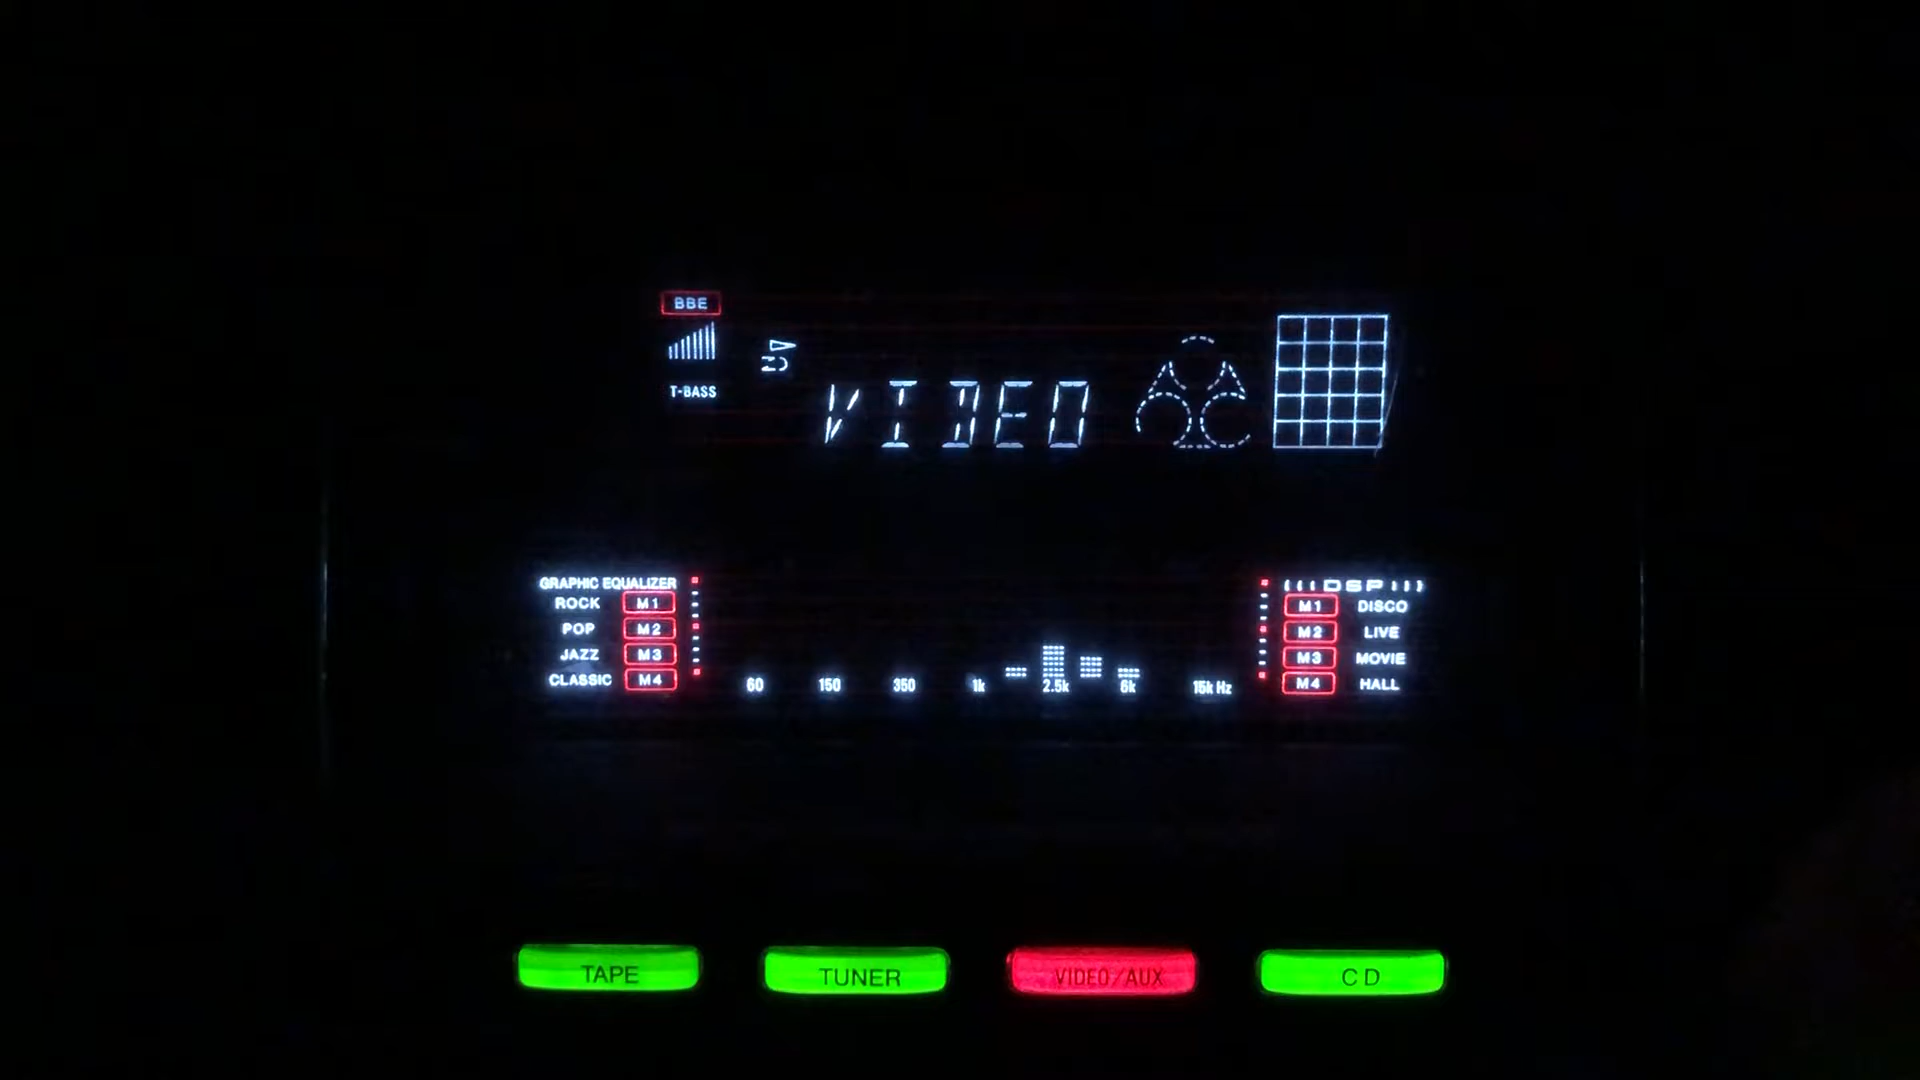 BBE
T-BASS
VIDEO
GRAPHIC EQUALIZER
ROCK M1
POP M2
JAZZ M3
CLASSIC M4
60 150 350 1k 2.5k 6k 15k Hz
DSP
M1 DISCO
M2 LIVE
M3 MOVIE
M4 HALL
TAPE TUNER VIDEO/AUX CD